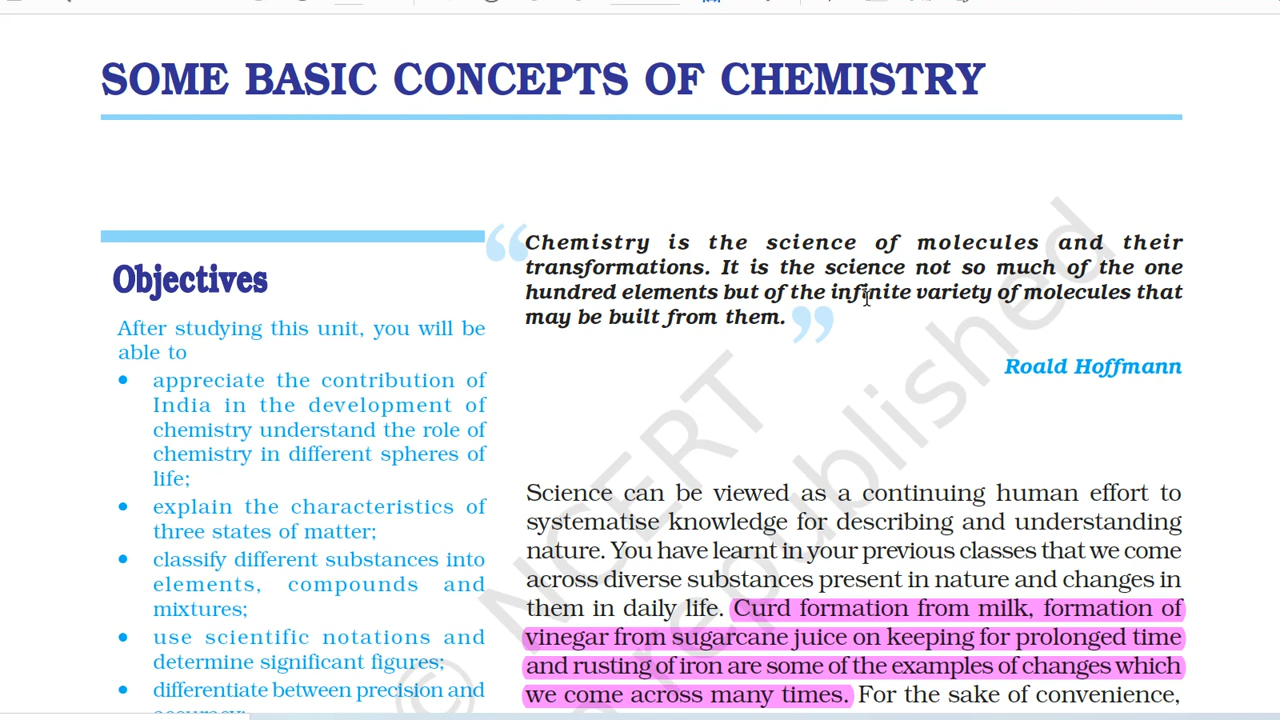 SOME BASIC CONCEPTS OF CHEMISTRY
Objectives
After studying this unit, you will be
able to
• appreciate the contribution of
India in the development of
chemistry understand the role of
chemistry in different spheres of
life;
• explain the characteristics of
three states of matter;
• classify different substances into
elements, compounds and
mixtures;
• use scientific notations and
determine significant figures;
• differentiate between precision and
accuracy;
“Chemistry is the science of molecules and their
transformations. It is the science not so much of the one
hundred elements but of the infinite variety of molecules that
may be built from them.”
Roald Hoffmann
Science can be viewed as a continuing human effort to
systematise knowledge for describing and understanding
nature. You have learnt in your previous classes that we come
across diverse substances present in nature and changes in
them in daily life. Curd formation from milk, formation of
vinegar from sugarcane juice on keeping for prolonged time
and rusting of iron are some of the examples of changes which
we come across many times. For the sake of convenience,
© NCERT
republished